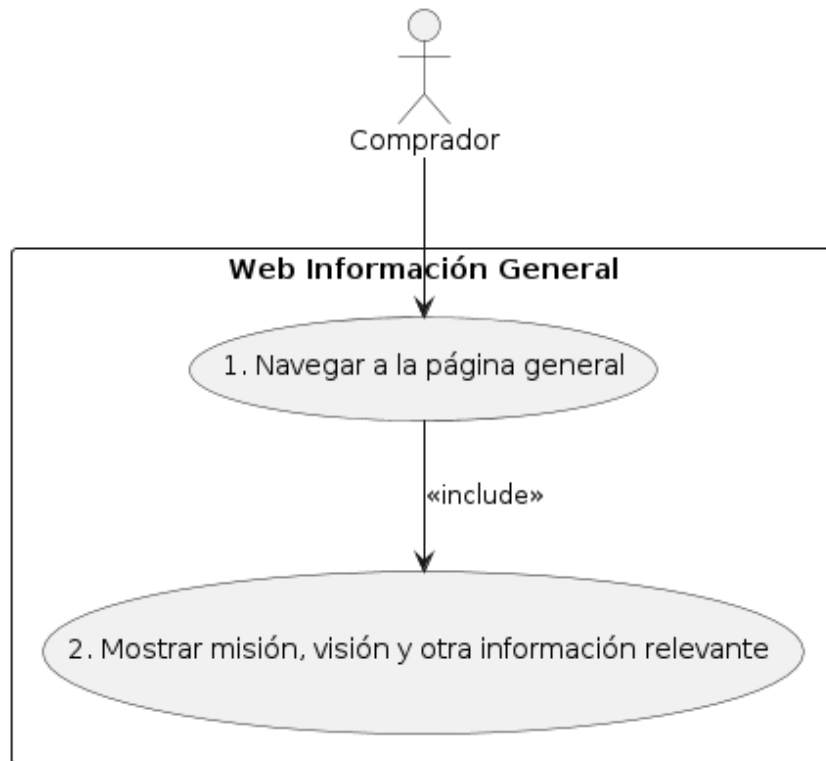 Comprador
Web Información General
1. Navegar a la página general
«include»
2. Mostrar misión, visión y otra información relevante